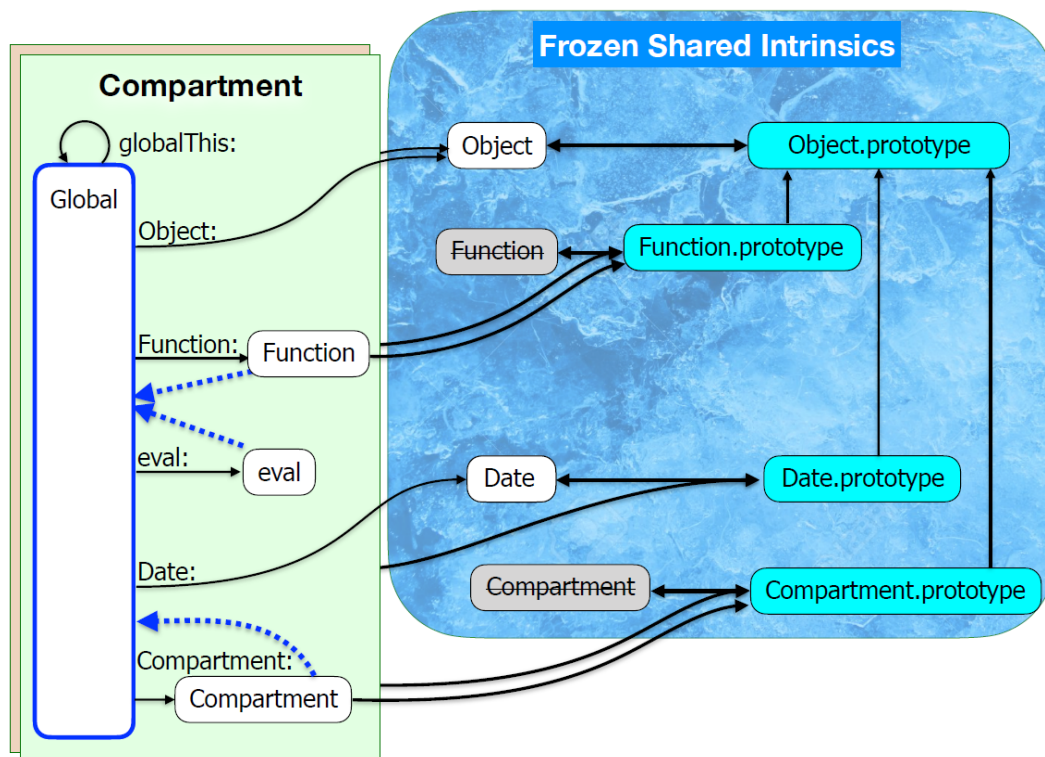 Frozen Shared Intrinsics
Compartment
globalThis:
Global
Object:
Object
Object.prototype
Function
Function.prototype
Function:
Function
eval:
eval
Date
Date.prototype
Date:
Compartment
Compartment.prototype
Compartment:
Compartment